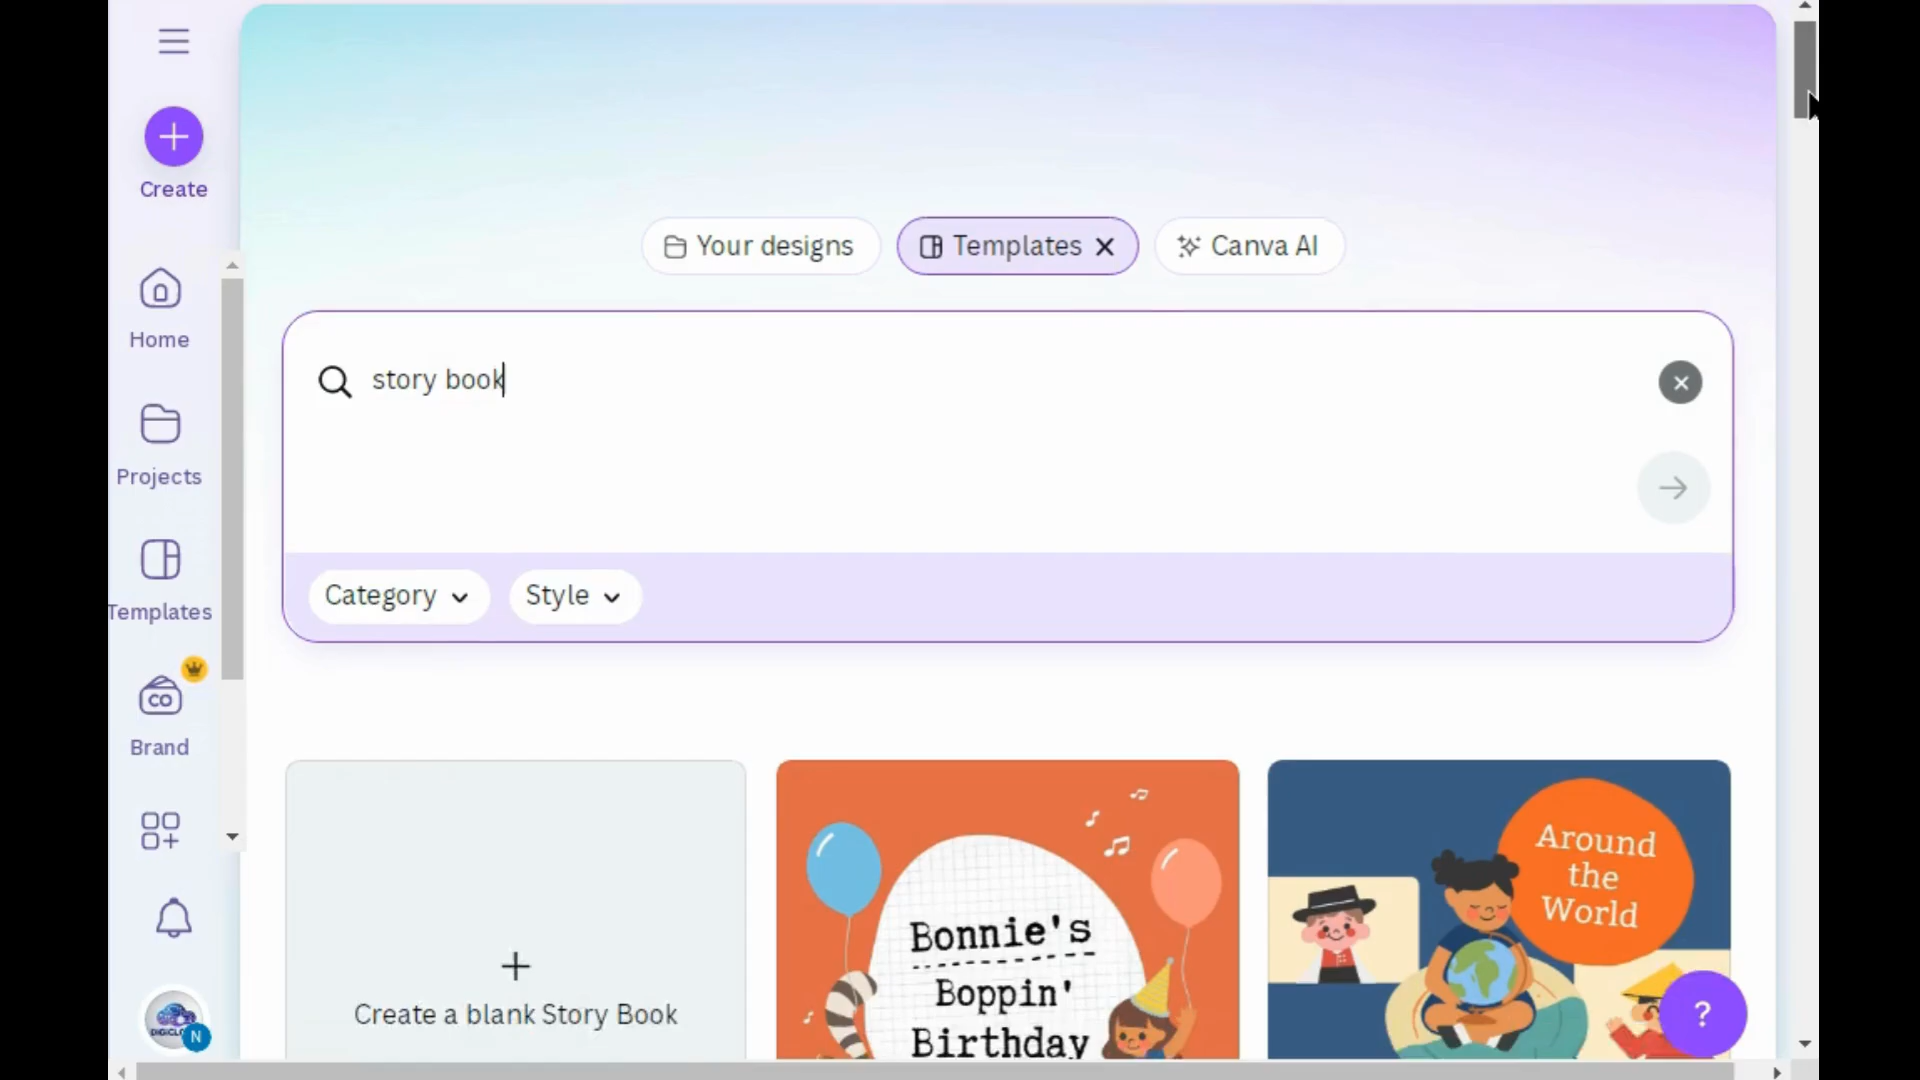 Create
Home
Projects
Templates
CO
Brand
N
Your designs
Templates
Canva AI
story book
Category
Style
Create a blank Story Book
Bonnie's
Boppin'
Birthday
Around
the
World
?